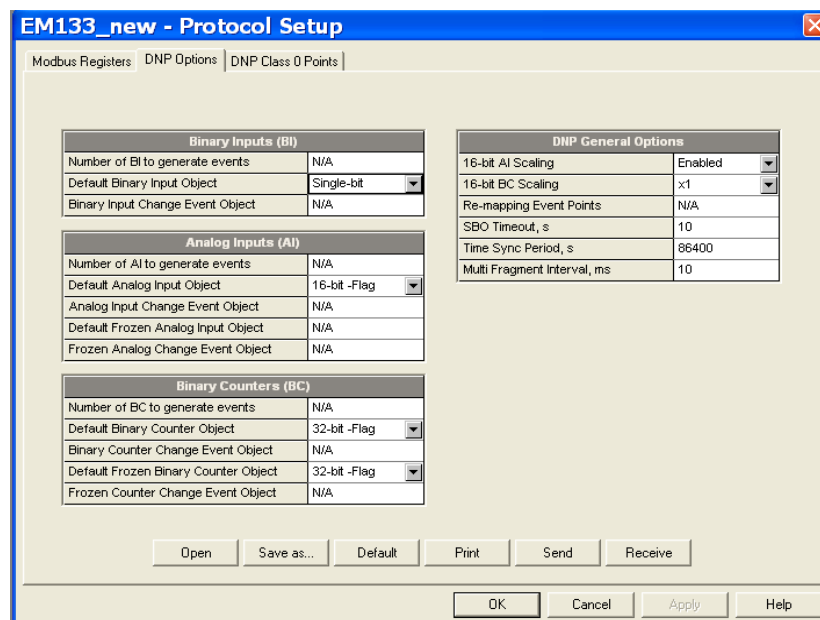 EM133_new - Protocol Setup
Modbus Registers DNP Options DNP Class 0 Points
Binary Inputs (BI)
Number of BI to generate events N/A
Default Binary Input Object Single-bit
Binary Input Change Event Object N/A
Analog Inputs (AI)
Number of AI to generate events N/A
Default Analog Input Object 16-bit -Flag
Analog Input Change Event Object N/A
Default Frozen Analog Input Object N/A
Frozen Analog Change Event Object N/A
Binary Counters (BC)
Number of BC to generate events N/A
Default Binary Counter Object 32-bit -Flag
Binary Counter Change Event Object N/A
Default Frozen Binary Counter Object 32-bit -Flag
Frozen Counter Change Event Object N/A
DNP General Options
16-bit AI Scaling Enabled
16-bit BC Scaling x1
Re-mapping Event Points N/A
SBO Timeout, s 10
Time Sync Period, s 86400
Multi Fragment Interval, ms 10
Open Save as... Default Print Send Receive
OK Cancel Apply Help